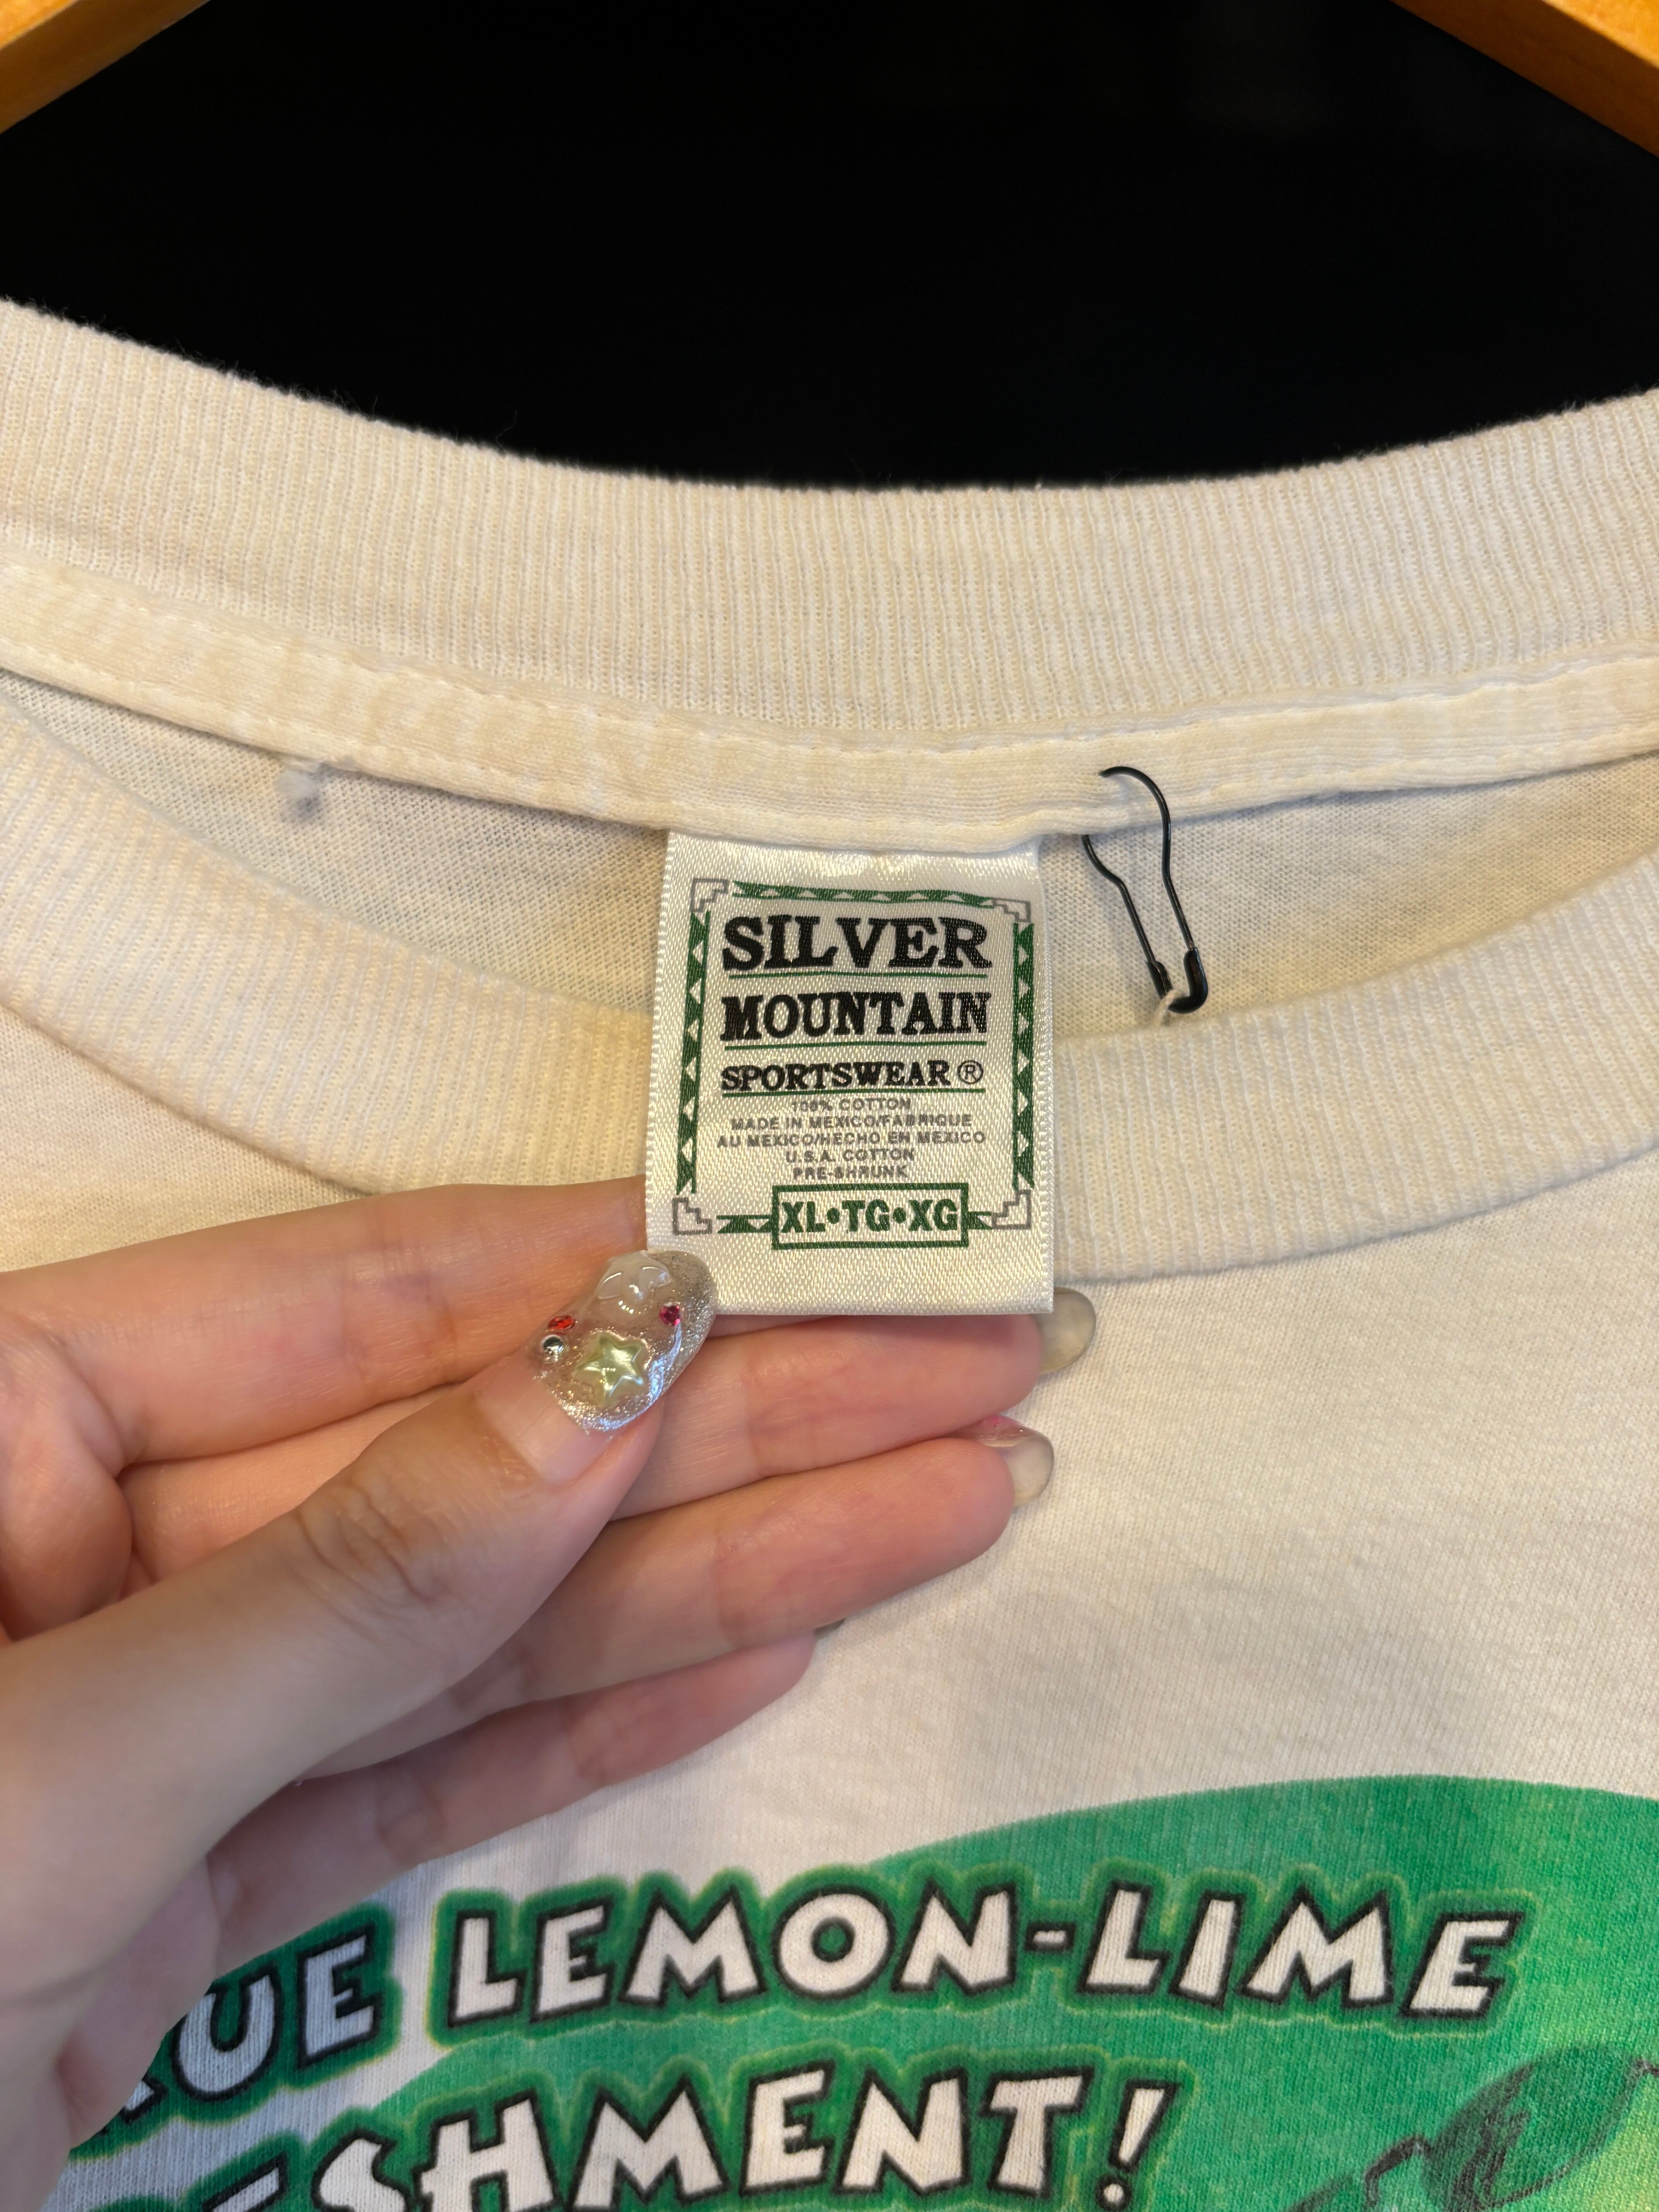 SILVER
MOUNTAIN
SPORTSWEAR®
100% COTTON
MADE IN MEXICO/FABRIQUE
AU MEXICO/HECHO EN MEXICO
U.S.A. COTTON
PRE-SHRUNK
XL•TG•XG
LEMON-LIME